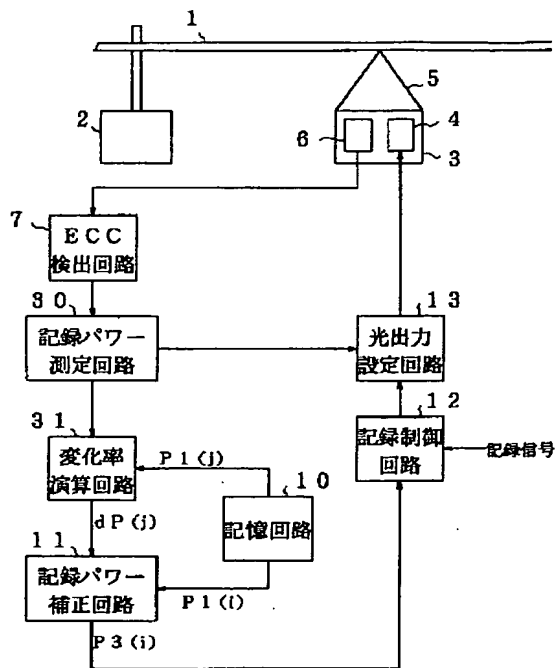 1
5
2
6
4
3
7
ECC
検出回路
30
記録パワー
測定回路
13
光出力
設定回路
31
変化率
演算回路
P1(j)
12
記録制御
回路
記録信号
dP(j)
10
記憶回路
11
記録パワー
補正回路
P1(i)
P3(i)